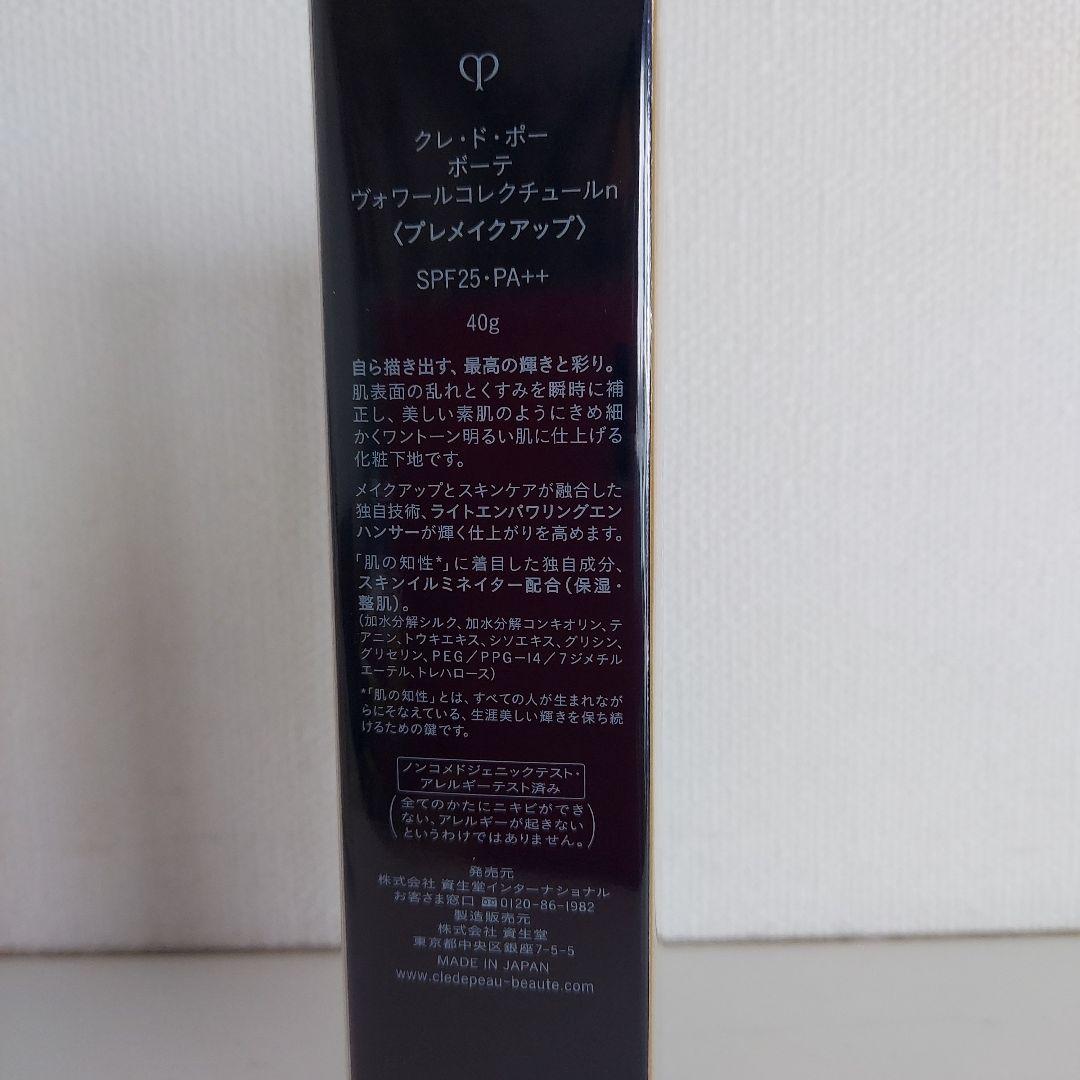 クレ・ド・ポー
ボーテ
ヴォワールコレクチュールn
〈プレメイクアップ〉
SPF25・PA++
40g
自ら描き出す、最高の輝きと彩り。
肌表面の乱れとくすみを瞬時に補
正し、美しい素肌のようにきめ細
かくワントーン明るい肌に仕上げる
化粧下地です。
メイクアップとスキンケアが融合した
独自技術、ライトエンパワリングエン
ハンサーが輝く仕上がりを高めます。
「肌の知性*」に着目した独自成分、
スキンイルミネイター配合(保湿・
整肌)。
(加水分解シルク、加水分解コンキオリン、テ
アニン、トウキエキス、シソエキス、グリシン、
グリセリン、PEG/PPG-14/7ジメチル
エーテル、トレハロース)
*「肌の知性」とは、すべての人が生まれなが
らにそなえている、生涯美しい輝きを保ち続
けるための鍵です。
ノンコメドジェニックテスト・
アレルギーテスト済み
(全てのかたにニキビができ
ない、アレルギーが起きない
というわけではありません。)
発売元
株式会社 資生堂インターナショナル
お客さま窓口 0120-86-1982
製造販売元
株式会社 資生堂
東京都中央区銀座7-5-5
MADE IN JAPAN
www.cledepeau-beaute.com